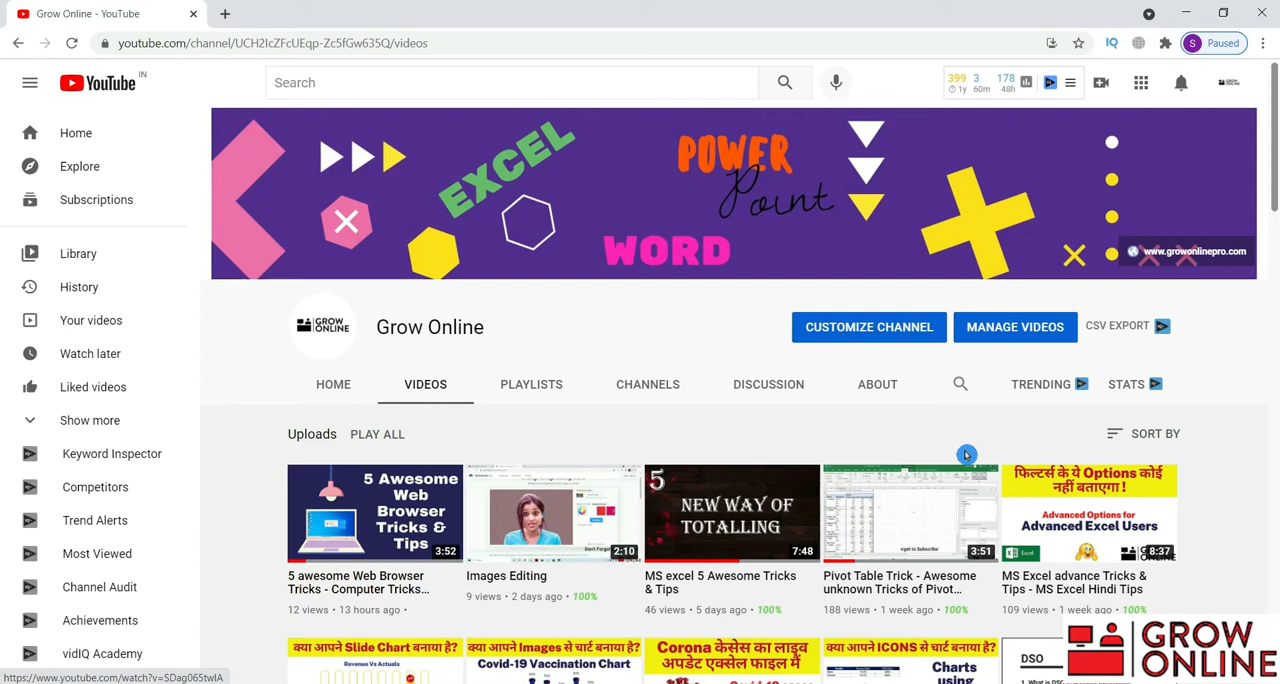 Grow Online - YouTube
youtube.com/channel/UCH2IcZFcUEqp-Zc5fGw635Q/videos
IQ
S Paused
YouTube IN
Search
399 3 178
1y 60m 48h
Home
Explore
Subscriptions
Library
History
Your videos
Watch later
Liked videos
Show more
Keyword Inspector
Competitors
Trend Alerts
Most Viewed
Channel Audit
Achievements
vidIQ Academy
EXCEL
POWER
Point
WORD
www.growonlinepro.com
GROW
ONLINE
Grow Online
CUSTOMIZE CHANNEL
MANAGE VIDEOS
CSV EXPORT
HOME VIDEOS PLAYLISTS CHANNELS DISCUSSION ABOUT TRENDING STATS
Uploads PLAY ALL SORT BY
5 Awesome
Web
Browser
Tricks &
Tips
3:52
5 awesome Web Browser
Tricks - Computer Tricks...
12 views • 13 hours ago •
2:10
Images Editing
9 views • 2 days ago • 100%
5
NEW WAY OF
TOTALLING
7:48
MS excel 5 Awesome Tricks
& Tips
46 views • 5 days ago • 100%
3:51
Pivot Table Trick - Awesome
unknown Tricks of Pivot...
188 views • 1 week ago • 100%
फिल्टर्स के ये Options कोई
नहीं बताएगा !
Advanced Options for
Advanced Excel Users
Excel
8:37
MS Excel advance Tricks &
Tips - MS Excel Hindi Tips
109 views • 1 week ago • 100%
क्या आपने Slide Chart बनाया है?
Revenue Vs Actuals
क्या आपने Images से चार्ट बनाया है?
Covid-19 Vaccination Chart
Corona केसेस का लाइव
अपडेट एक्सेल फाइल में
क्या आपने ICONS से चार्ट बनाया है?
Charts
using
DSO
GROW
ONLINE
https://www.youtube.com/watch?v=SDag065twIA